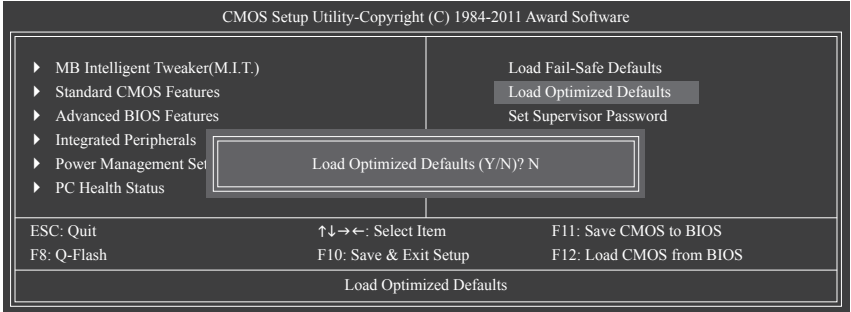 CMOS Setup Utility-Copyright (C) 1984-2011 Award Software
MB Intelligent Tweaker(M.I.T.)
Standard CMOS Features
Advanced BIOS Features
Integrated Peripherals
Power Management Set
PC Health Status
Load Fail-Safe Defaults
Load Optimized Defaults
Set Supervisor Password
Load Optimized Defaults (Y/N)? N
ESC: Quit ↑↓→←: Select Item F11: Save CMOS to BIOS
F8: Q-Flash F10: Save & Exit Setup F12: Load CMOS from BIOS
Load Optimized Defaults